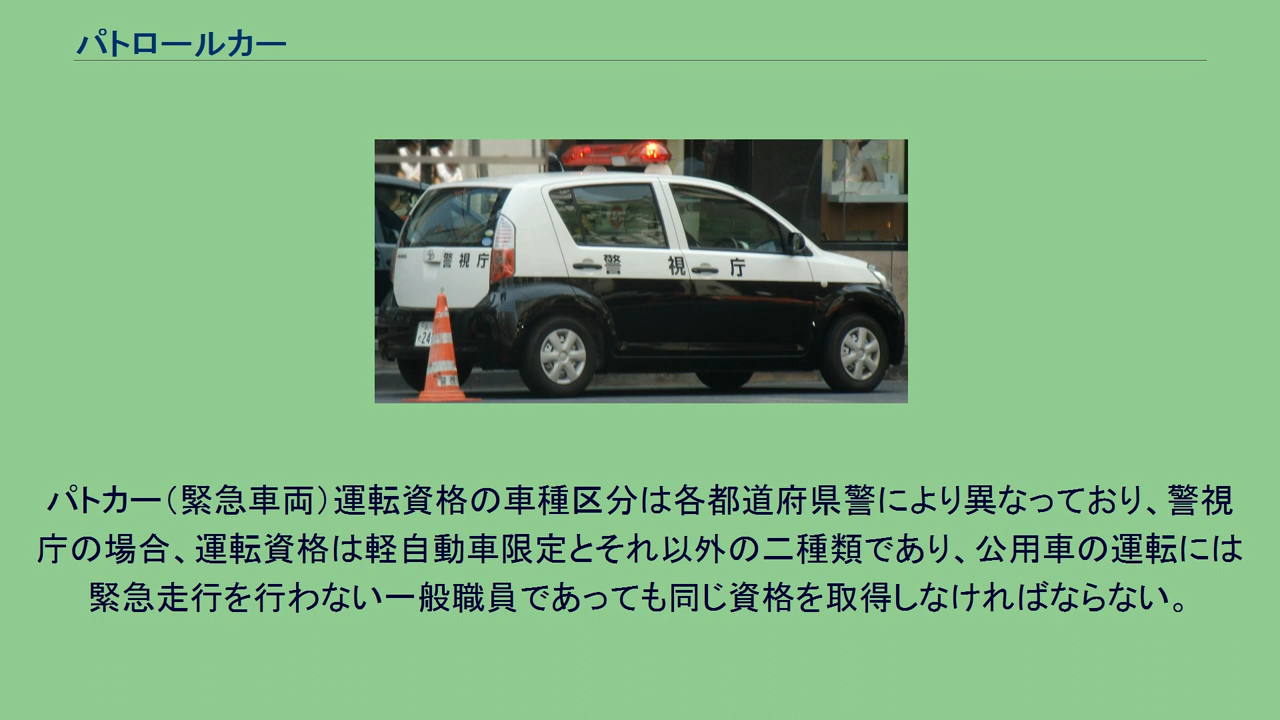 パトロールカー
警視庁
警視庁
24
パトカー（緊急車両）運転資格の車種区分は各都道府県警により異なっており、警視
庁の場合、運転資格は軽自動車限定とそれ以外の二種類であり、公用車の運転には
緊急走行を行わない一般職員であっても同じ資格を取得しなければならない。